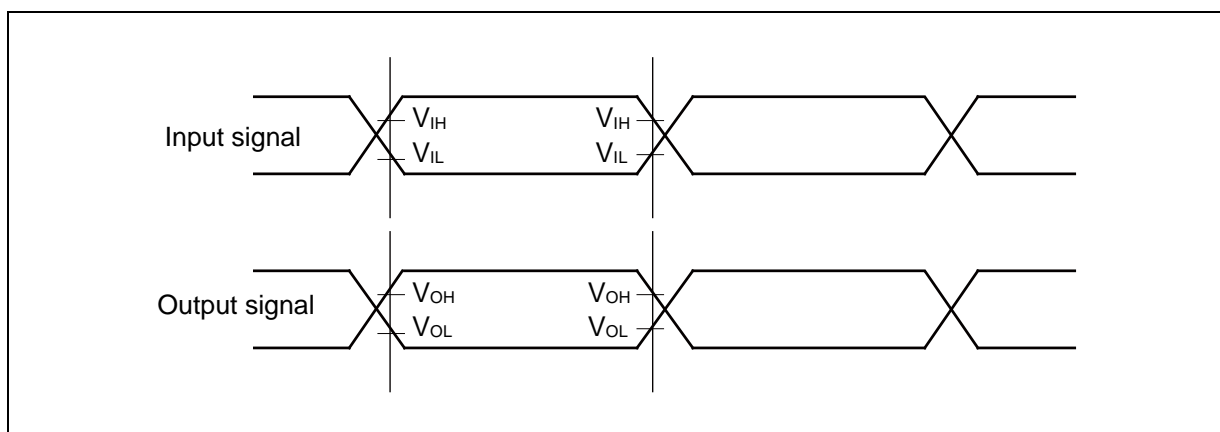 Input signal
VIH
VIH
VIL
VIL
Output signal
VOH
VOH
VOL
VOL